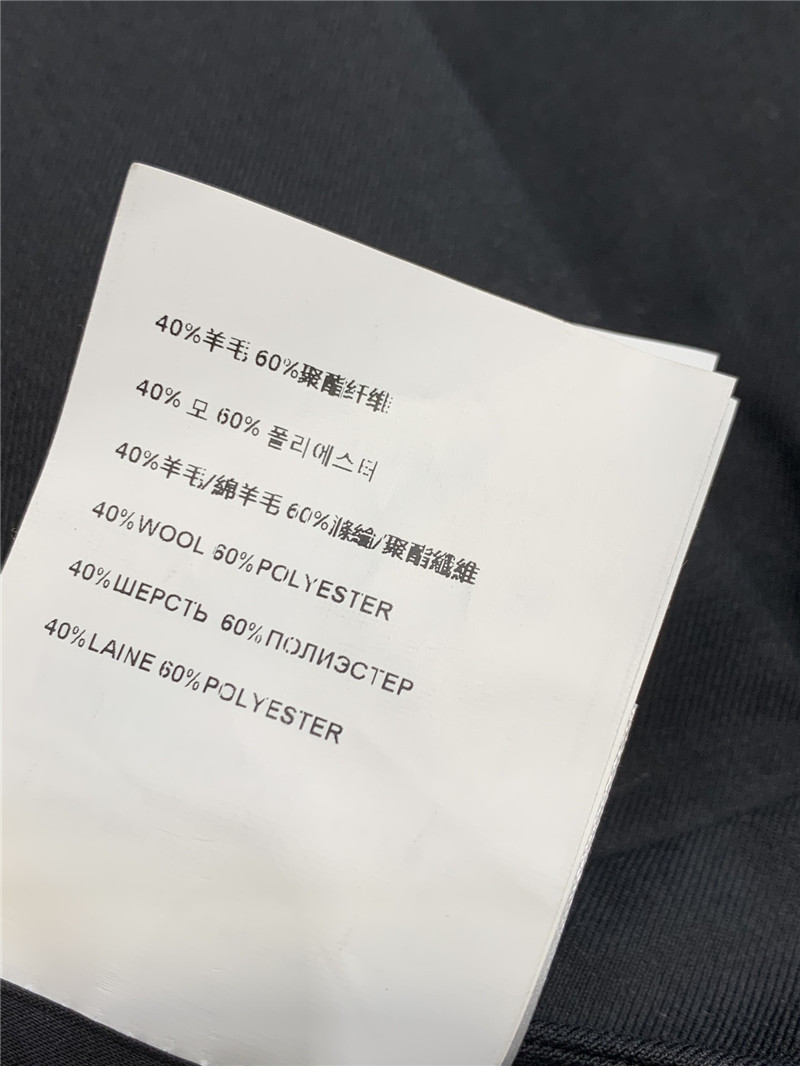 40%羊毛 60%聚酯纤维
40% 모 60% 폴리에스터
40%羊毛/綿羊毛 60%滌綸/聚酯纖維
40%WOOL 60%POLYESTER
40%ШЕРСТЬ 60%ПОЛИЭСТЕР
40%LAINE 60%POLYESTER